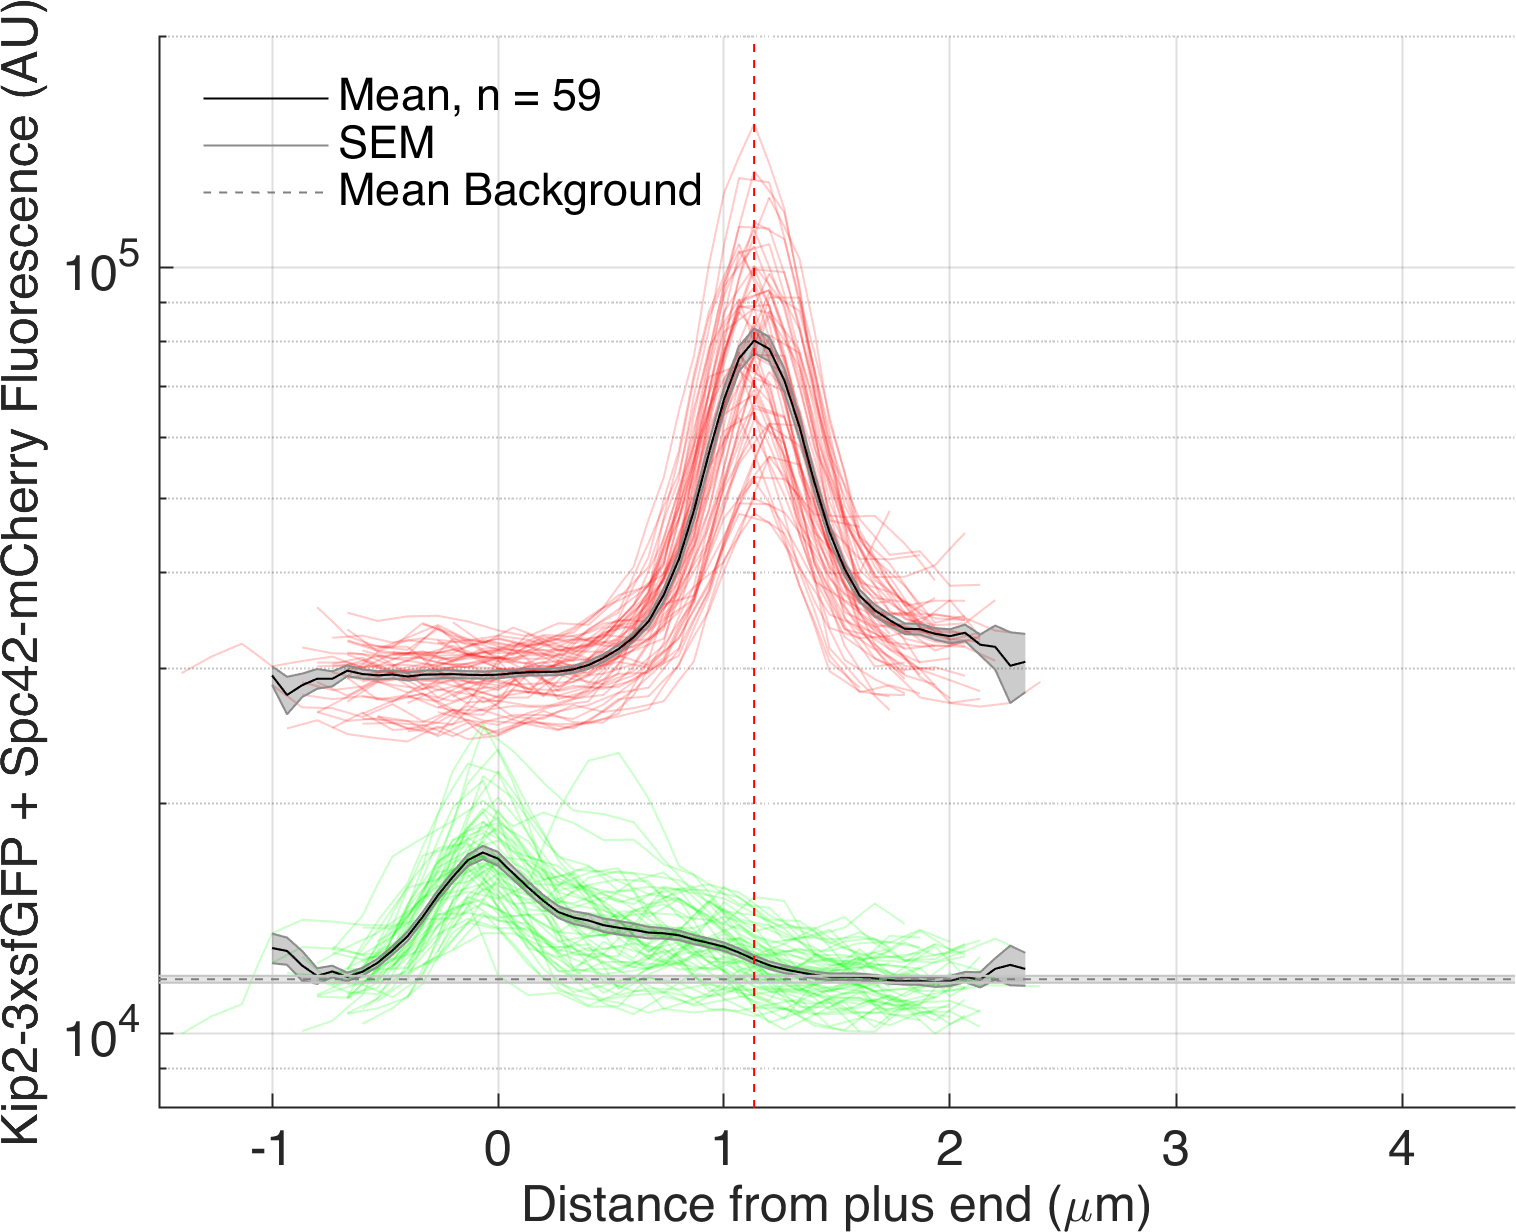 Kip2-3xsfGFP + Spc42-mCherry Fluorescence (AU)
Mean, n = 59
SEM
Mean Background
10^5
10^4
-1 0 1 2 3 4
Distance from plus end (μm)